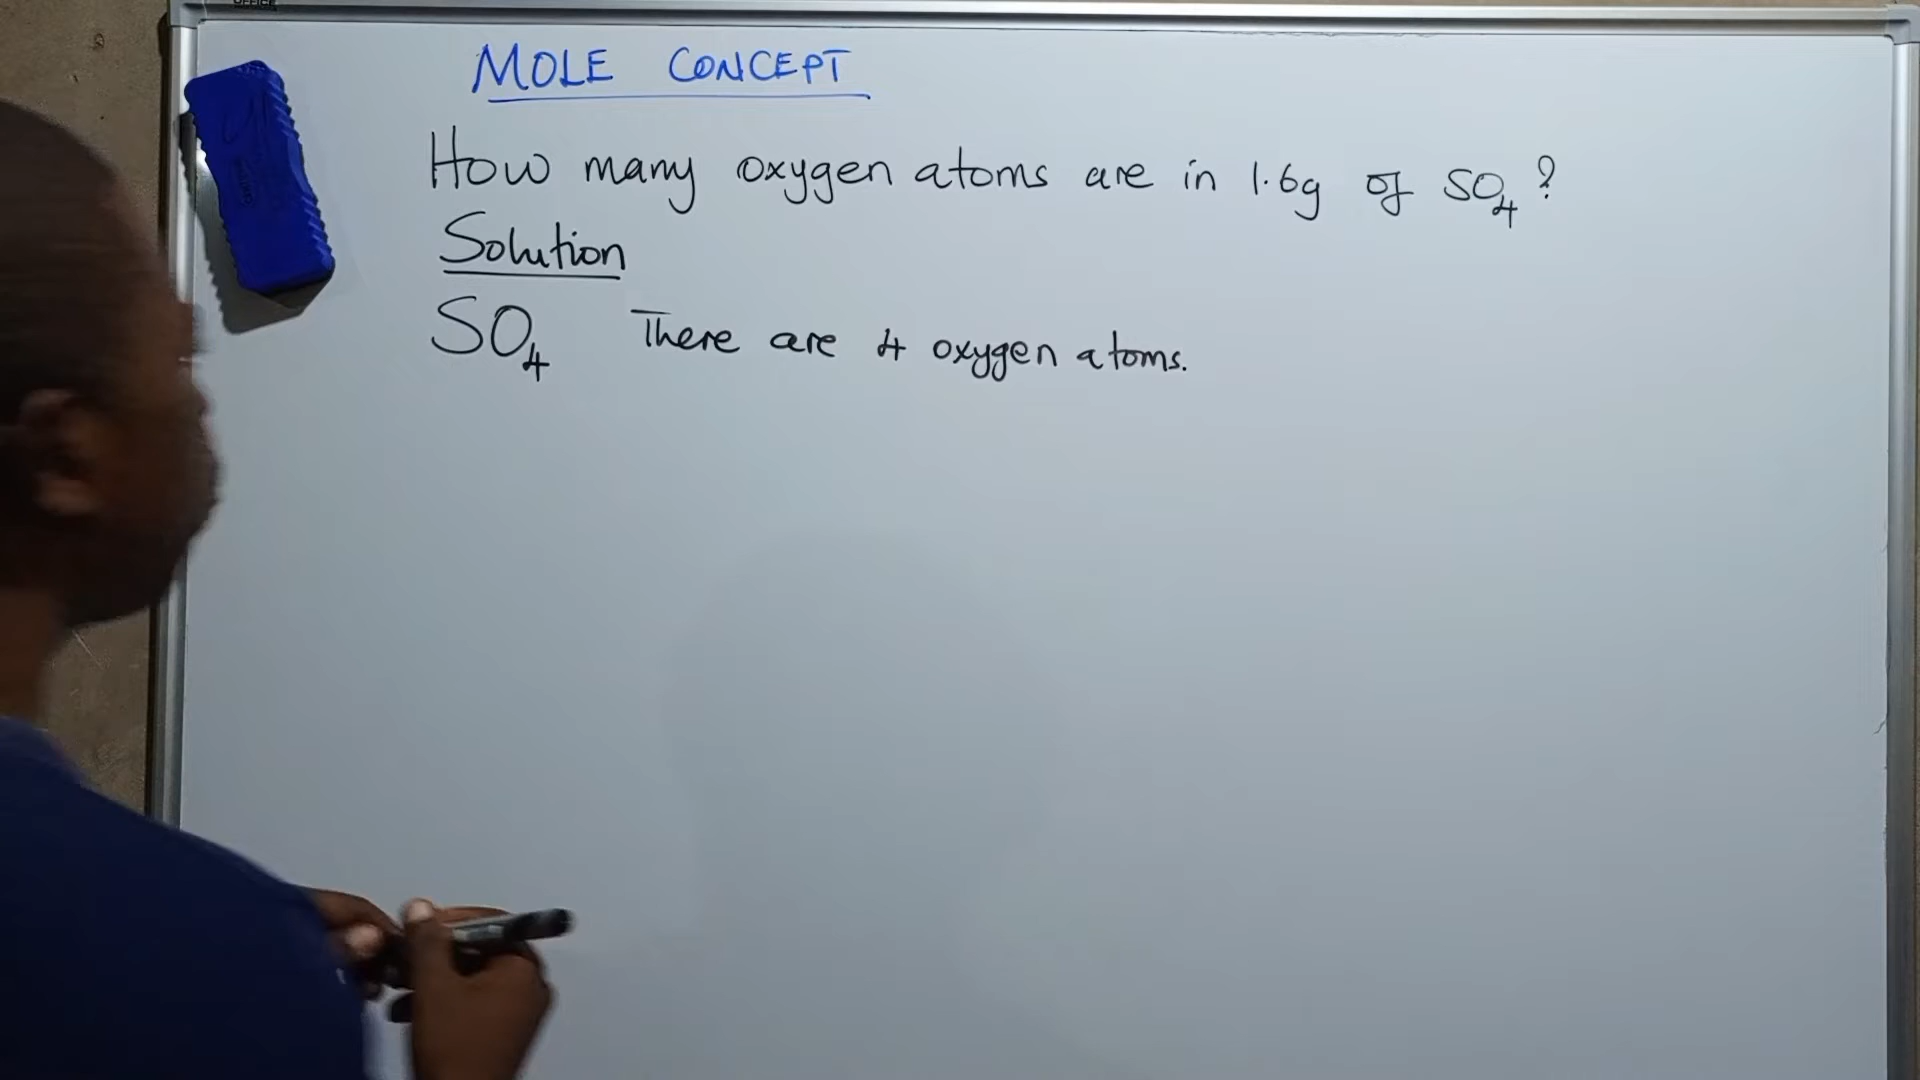 OFFICE
MOLE CONCEPT
How many oxygen atoms are in 1.6g of SO₄?
Solution
SO₄ There are 4 oxygen atoms.